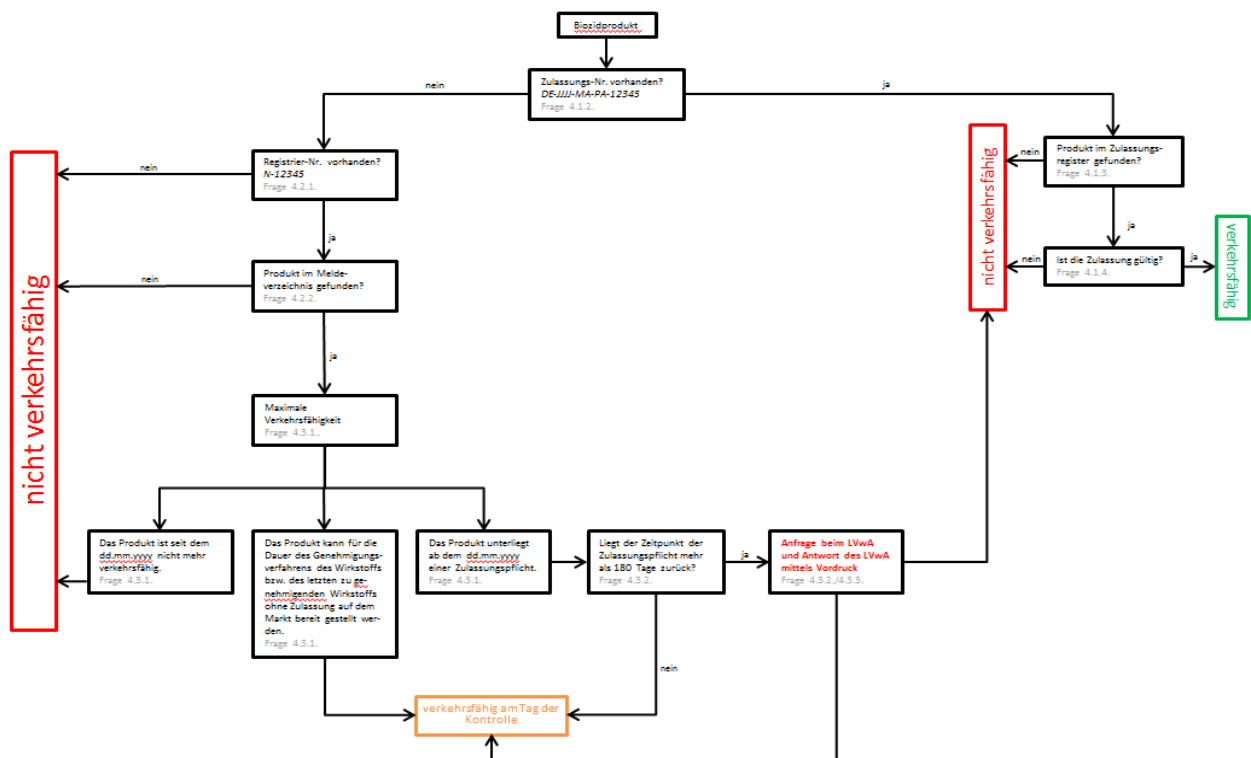 Biozidprodukt
Zulassungs-Nr. vorhanden?
DE-JJJJ-MA-PA-12345
Frage 4.1.2.
nein
ja
Registrier-Nr. vorhanden?
N-12345
Frage 4.2.1.
nein
ja
Produkt im Melde-
verzeichnis gefunden?
Frage 4.2.2.
nein
ja
Maximale
Verkehrsfähigkeit
Frage 4.3.1..
nicht verkehrsfähig
Produkt im Zulassungs-
register gefunden?
Frage 4.1.3.
nein
ja
Ist die Zulassung gültig?
Frage 4.1.4.
nein
ja
nicht verkehrsfähig
verkehrsfähig
Das Produkt ist seit dem
dd.mm.yyyy nicht mehr
verkehrsfähig.
Frage 4.3.1.
Das Produkt kann für die
Dauer des Genehmigungs-
verfahrens des Wirkstoffs
bzw. des letzten zu ge-
nehmigenden Wirkstoffs
ohne Zulassung auf dem
Markt bereit gestellt wer-
den.
Frage 4.3.1.
Das Produkt unterliegt
ab dem dd.mm.yyyy
einer Zulassungspflicht.
Frage 4.3.1.
Liegt der Zeitpunkt der
Zulassungspflicht mehr
als 180 Tage zurück?
Frage 4.3.2.
ja
nein
Anfrage beim LVwA
und Antwort des LVwA
mittels Vordruck
Frage 4.3.2./4.3.3.
verkehrsfähig am Tag der
Kontrolle